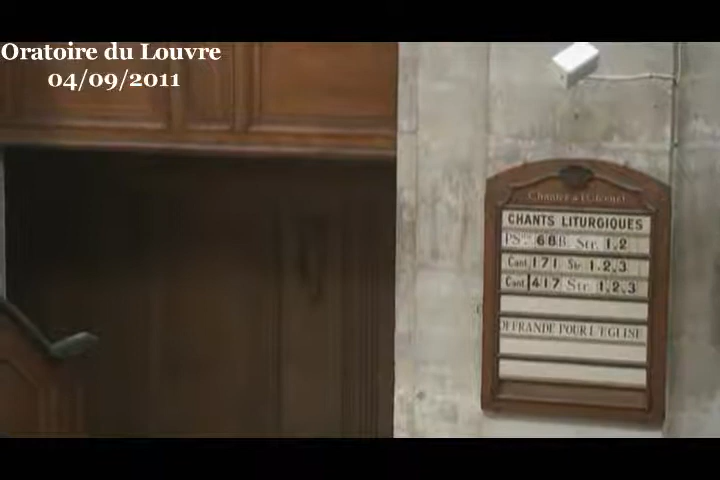 Oratoire du Louvre
04/09/2011
CHANTS LITURGIQUES
PS. 68B. Str. 1.2
Cant. 171 Str. 1.2.3
Cant. 417 Str. 1.2.3
OFFRANDE POUR L'EGLISE